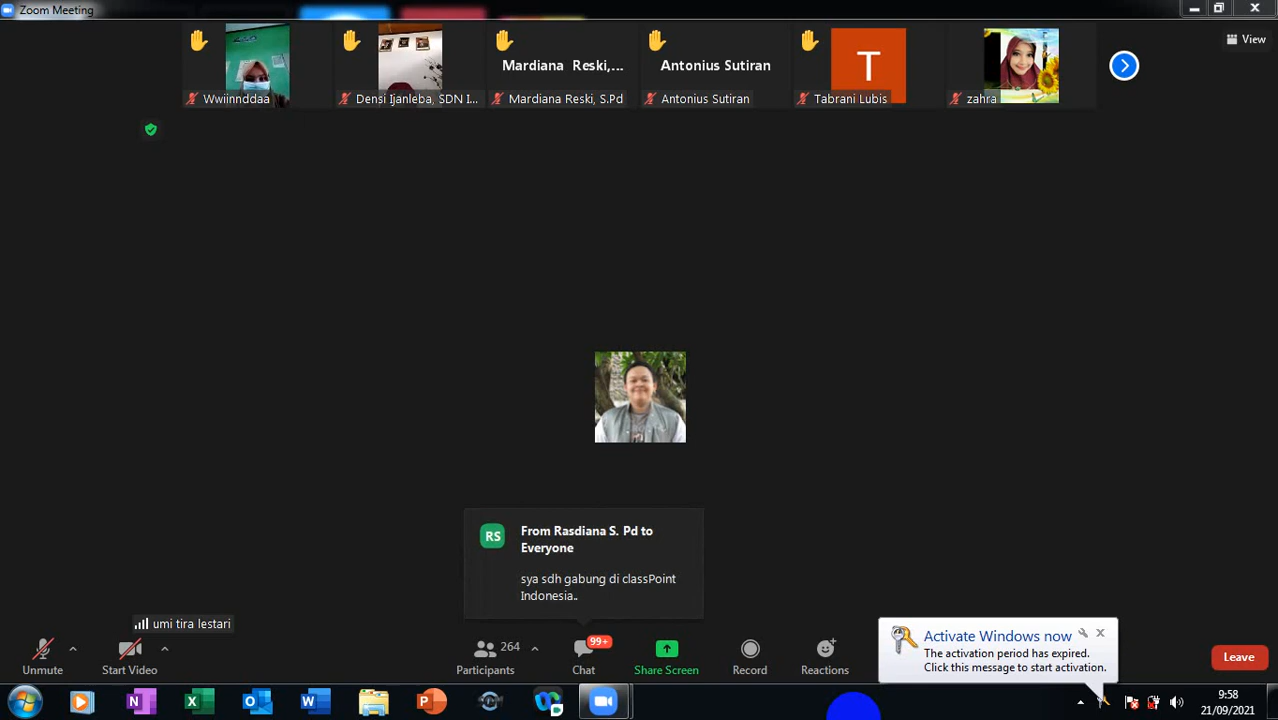 Zoom Meeting
View
Mardiana Reski,...
Antonius Sutiran
T
Wwiinnddaa
Densi Ijanleba, SDN I...
Mardiana Reski, S.Pd
Antonius Sutiran
Tabrani Lubis
zahra
RS
From Rasdiana S. Pd to
Everyone
sya sdh gabung di classPoint
Indonesia..
umi tira lestari
Unmute
Start Video
264
Participants
99+
Chat
Share Screen
Record
Reactions
Activate Windows now
The activation period has expired.
Click this message to start activation.
Leave
N
X
O
W
P
9:58
21/09/2021